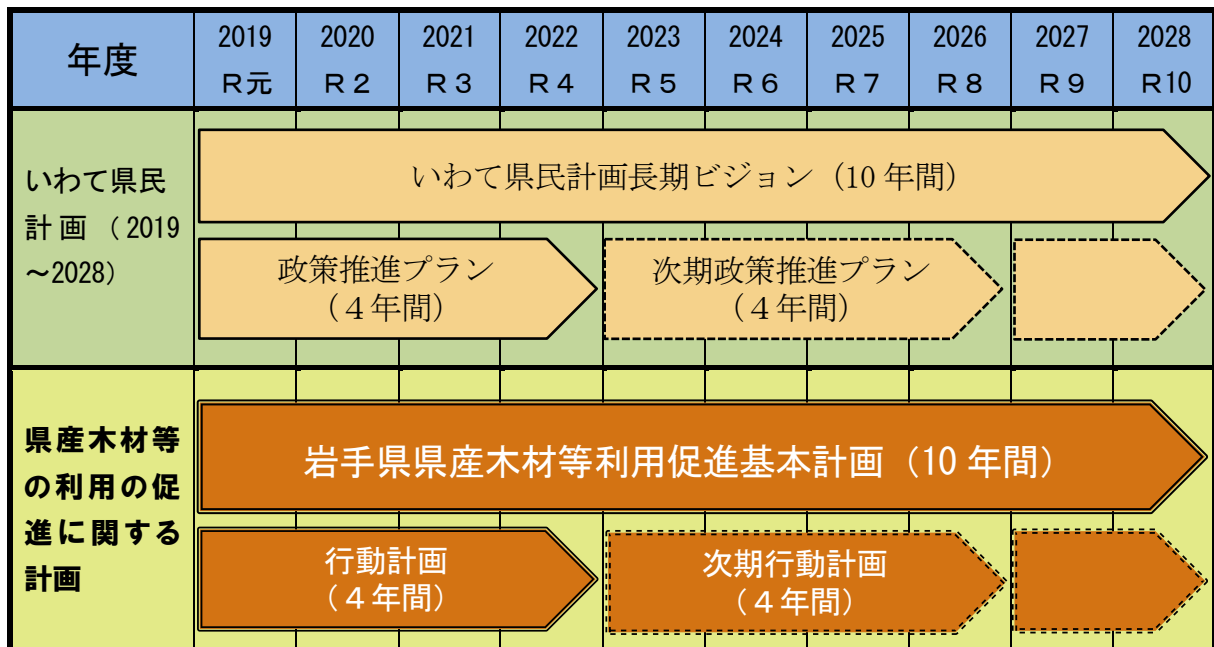 年度
2019 2020 2021 2022 2023 2024 2025 2026 2027 2028
R元 R2 R3 R4 R5 R6 R7 R8 R9 R10
いわて県民
計画（2019
～2028）
いわて県民計画長期ビジョン（10年間）
政策推進プラン
（４年間）
次期政策推進プラン
（４年間）
県産木材等
の利用の促
進に関する
計画
岩手県県産木材等利用促進基本計画（10年間）
行動計画
（４年間）
次期行動計画
（４年間）